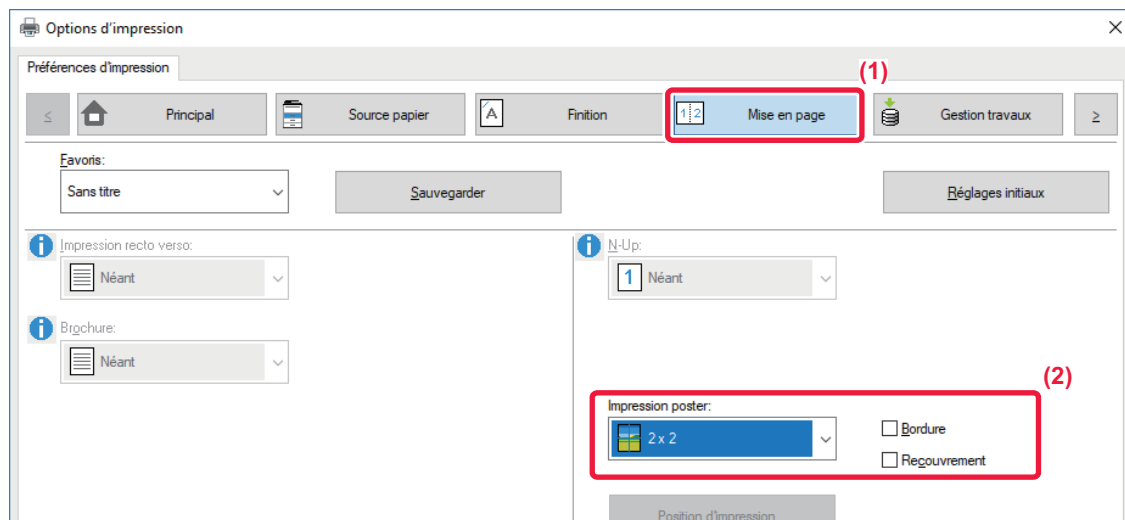 Options d'impression
Préférences d'impression
(1)
< Principal Source papier A Finition 1 2 Mise en page Gestion travaux >
Favoris:
Sans titre Sauvegarder Réglages initiaux
Impression recto verso: N-Up:
Néant 1 Néant
Brochure:
Néant
(2)
Impression poster:
2 x 2 Bordure
Recouvrement
Position d'impression